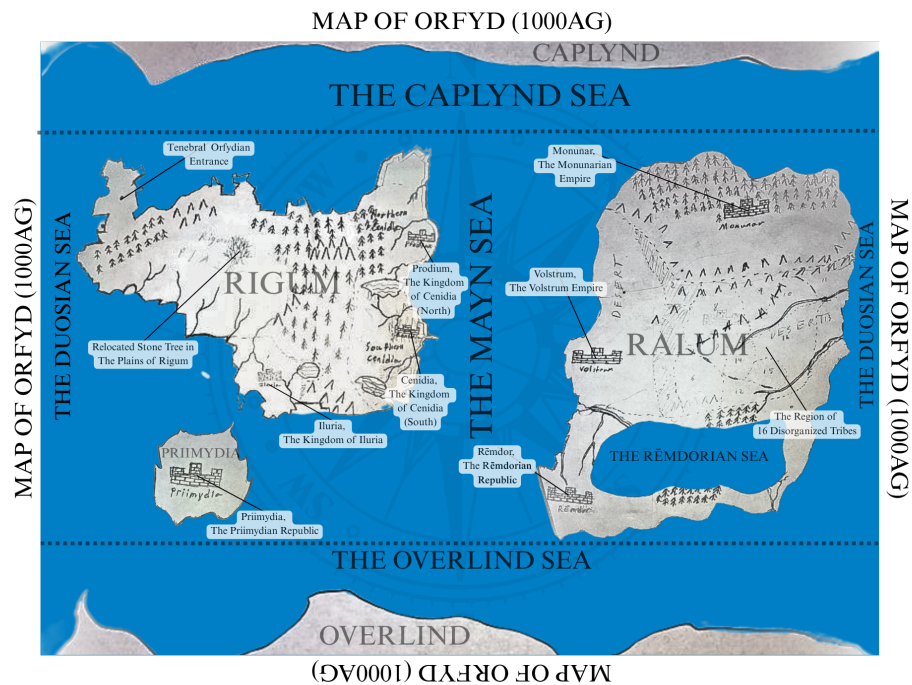 MAP OF ORFYD (1000AG)
CAPLYND
THE CAPLYND SEA
Tenebral Orfydian
Entrance
Monunar,
The Monunarian
Empire
MAP OF ORFYD (1000AG)
THE DUOSIAN SEA
THE MAYN SEA
THE DUOSIAN SEA
MAP OF ORFYD (1000AG)
Northern
Cenidia
Monunar
RIGUM
Prodium,
The Kingdom
of Cenidia
(North)
Volstrum,
The Volstrum Empire
DESERT
DESERT
Relocated Stone Tree in
The Plains of Rigum
Southern
Cenidia
RALUM
Volstrum
Cenidia,
The Kingdom
of Cenidia
(South)
Iluria,
The Kingdom of Iluria
The Region of
16 Disorganized Tribes
PRIIMYDIA
Priimydia
Rēmdor,
The Rēmdorian
Republic
THE RĒMDORIAN SEA
Priimydia,
The Priimydian Republic
THE OVERLIND SEA
OVERLIND
MAP OF ORFYD (1000AG)